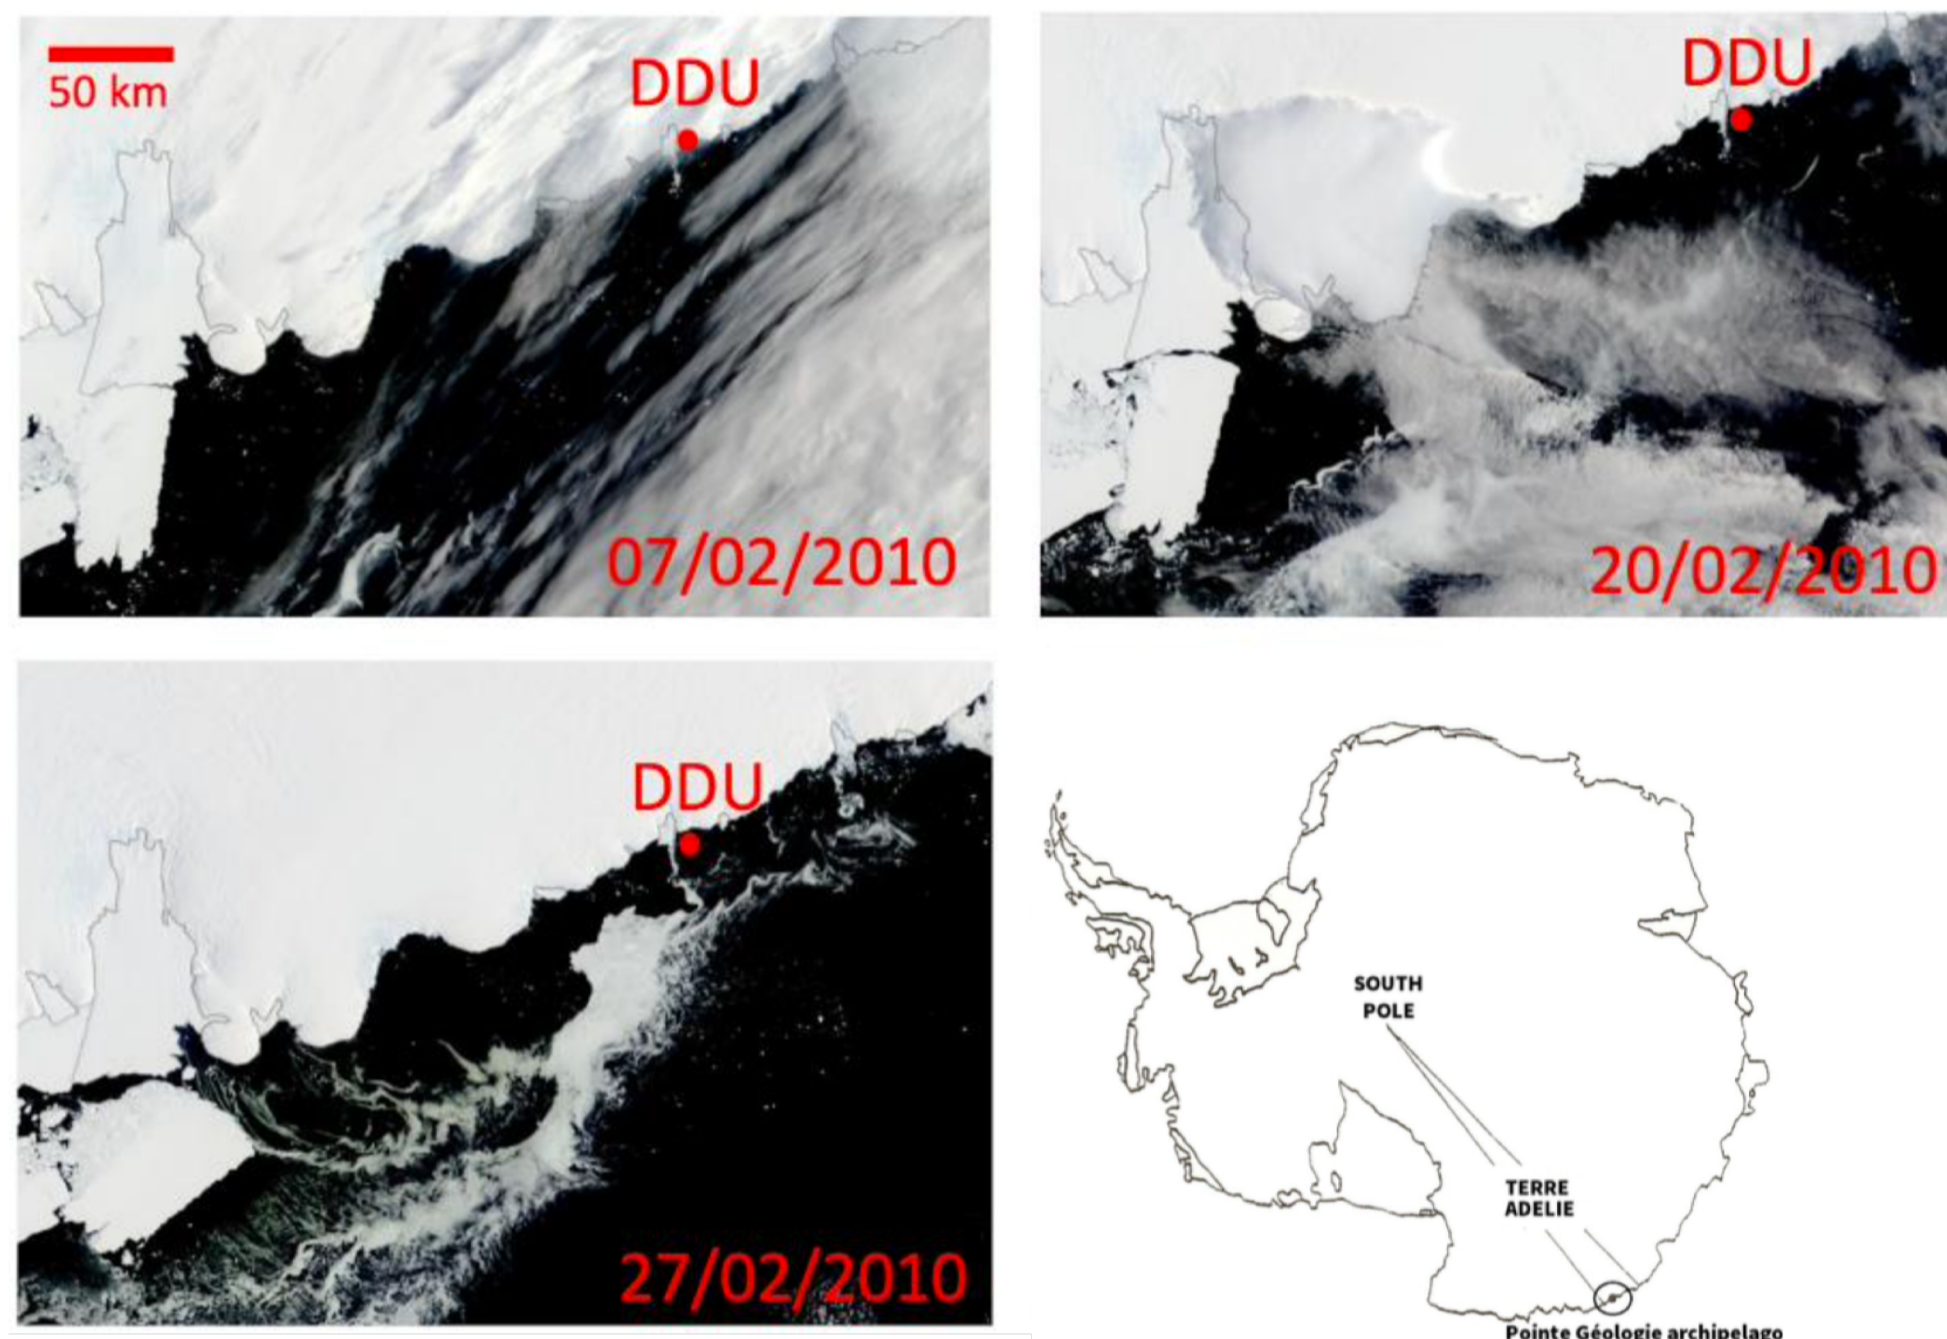 50 km
DDU
07/02/2010
DDU
20/02/2010
DDU
27/02/2010
SOUTH
POLE
TERRE
ADELIE
Pointe Géologie archipelago